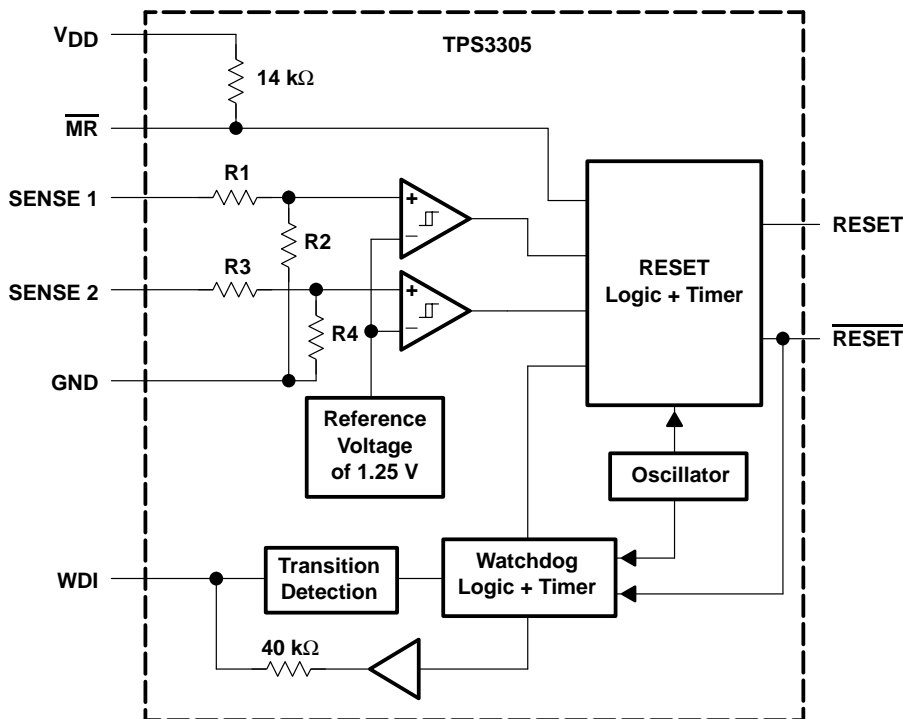 VDD
TPS3305
14 kΩ
MR
R1
SENSE 1
+
R2
−
RESET
RESET
Logic + Timer
R3
SENSE 2
+
R4
−
RESET
GND
Reference
Voltage
of 1.25 V
Oscillator
WDI
Transition
Detection
Watchdog
Logic + Timer
40 kΩ